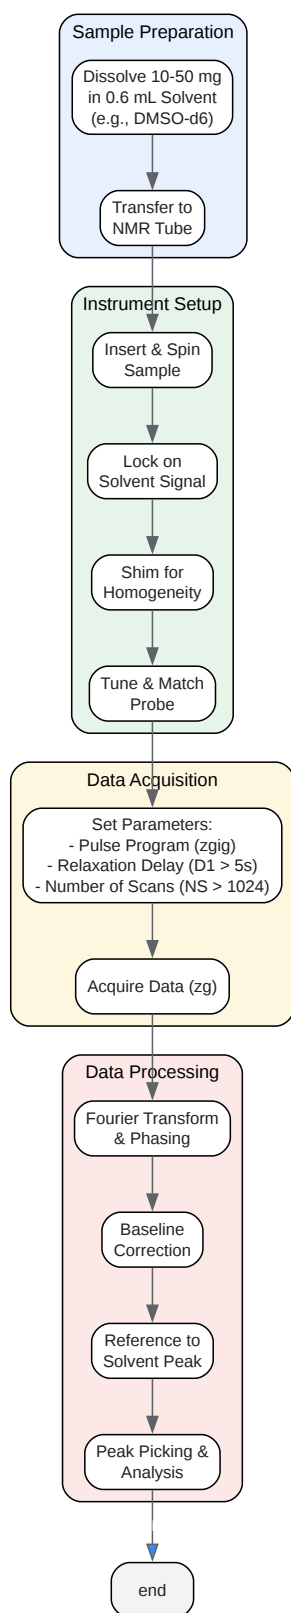 Sample Preparation
Dissolve 10-50 mg
in 0.6 mL Solvent
(e.g., DMSO-d6)
Transfer to
NMR Tube
Instrument Setup
Insert & Spin
Sample
Lock on
Solvent Signal
Shim for
Homogeneity
Tune & Match
Probe
Data Acquisition
Set Parameters:
- Pulse Program (zgig)
- Relaxation Delay (D1 > 5s)
- Number of Scans (NS > 1024)
Acquire Data (zg)
Data Processing
Fourier Transform
& Phasing
Baseline
Correction
Reference to
Solvent Peak
Peak Picking &
Analysis
end